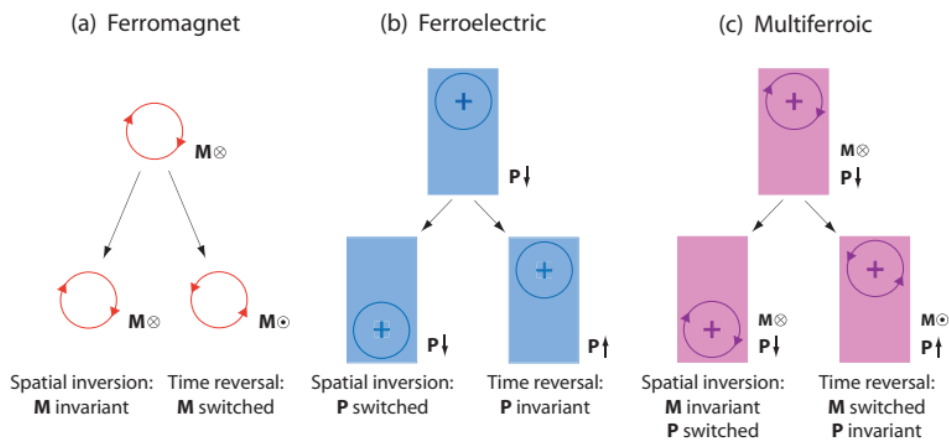 (a) Ferromagnet
(b) Ferroelectric
(c) Multiferroic
M⊗
P↓
M⊗
P↓
M⊗
M⊙
P↓
P↑
M⊗
P↓
M⊙
P↑
Spatial inversion:
M invariant
Time reversal:
M switched
Spatial inversion:
P switched
Time reversal:
P invariant
Spatial inversion:
M invariant
P switched
Time reversal:
M switched
P invariant